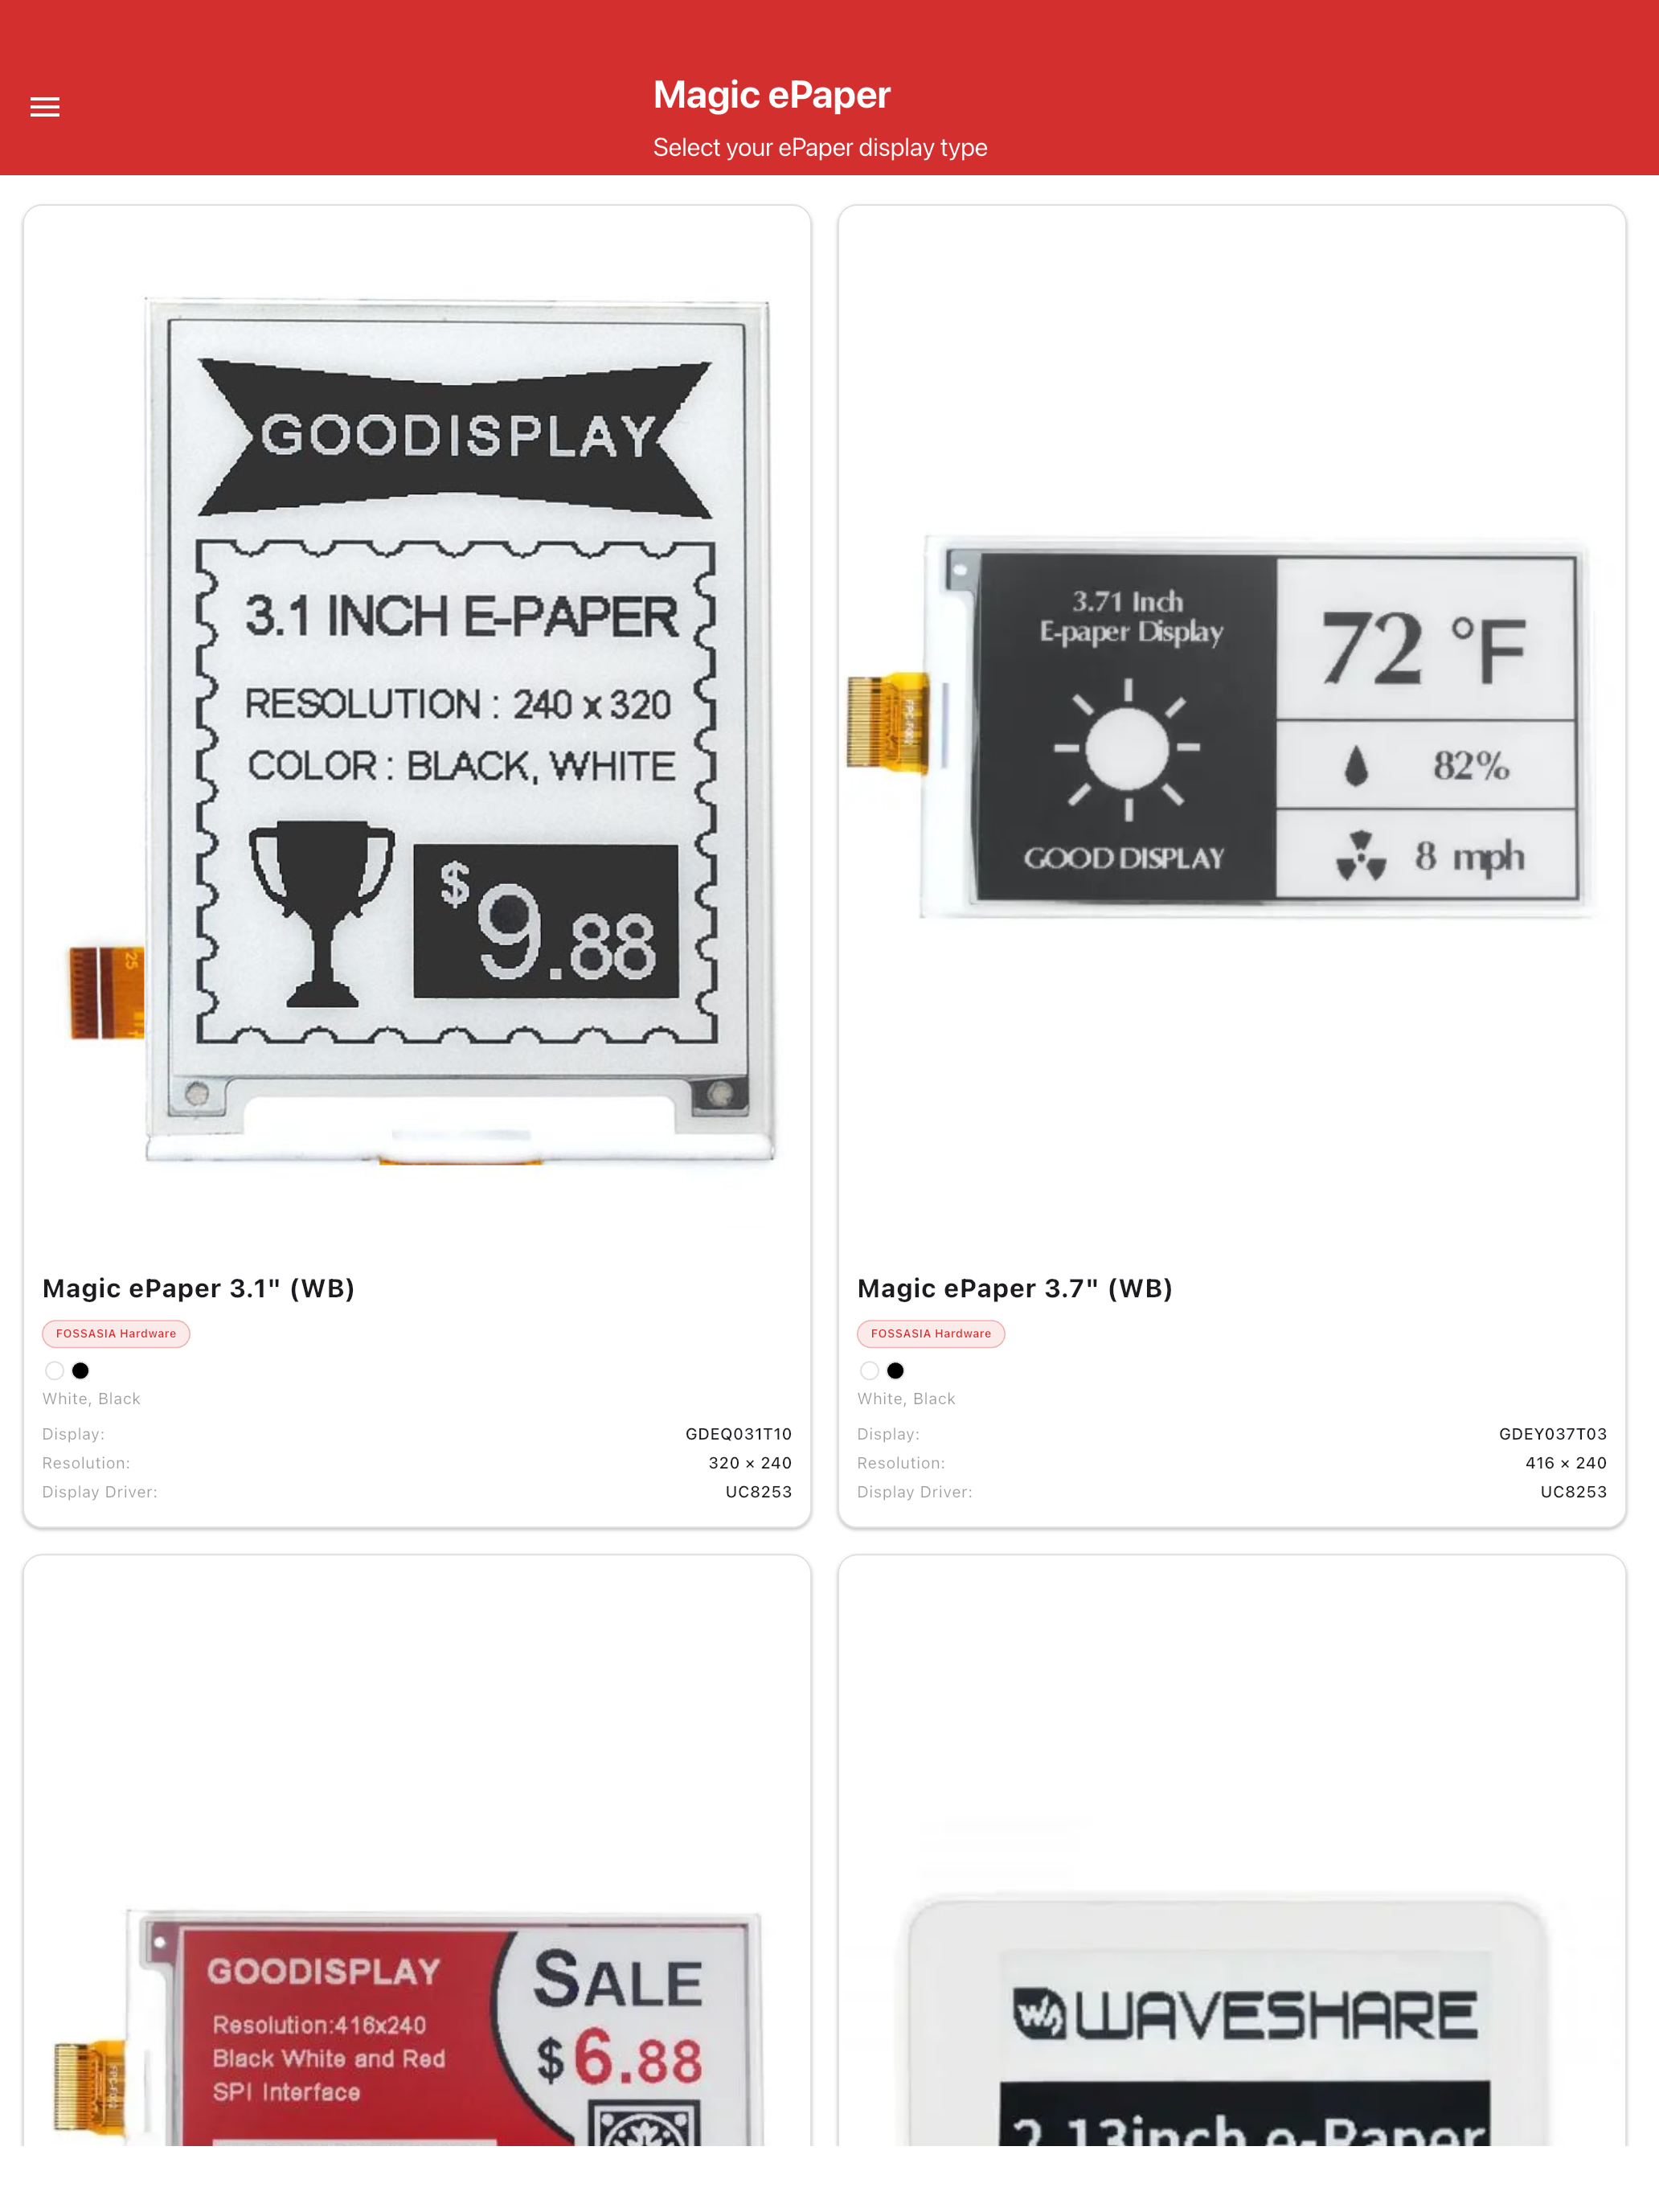 Magic ePaper
Select your ePaper display type
GOODISPLAY
3.1 INCH E-PAPER
RESOLUTION : 240 x 320
COLOR : BLACK, WHITE
$9.88
25
Magic ePaper 3.1" (WB)
FOSSASIA Hardware
White, Black
Display: GDEQ031T10
Resolution: 320 × 240
Display Driver: UC8253
3.71 Inch
E-paper Display
GOOD DISPLAY
72 °F
82%
8 mph
Magic ePaper 3.7" (WB)
FOSSASIA Hardware
White, Black
Display: GDEY037T03
Resolution: 416 × 240
Display Driver: UC8253
GOODISPLAY
Resolution:416x240
Black White and Red
SPI Interface
SALE
$6.88
WAVESHARE
2.13inch e-Paper